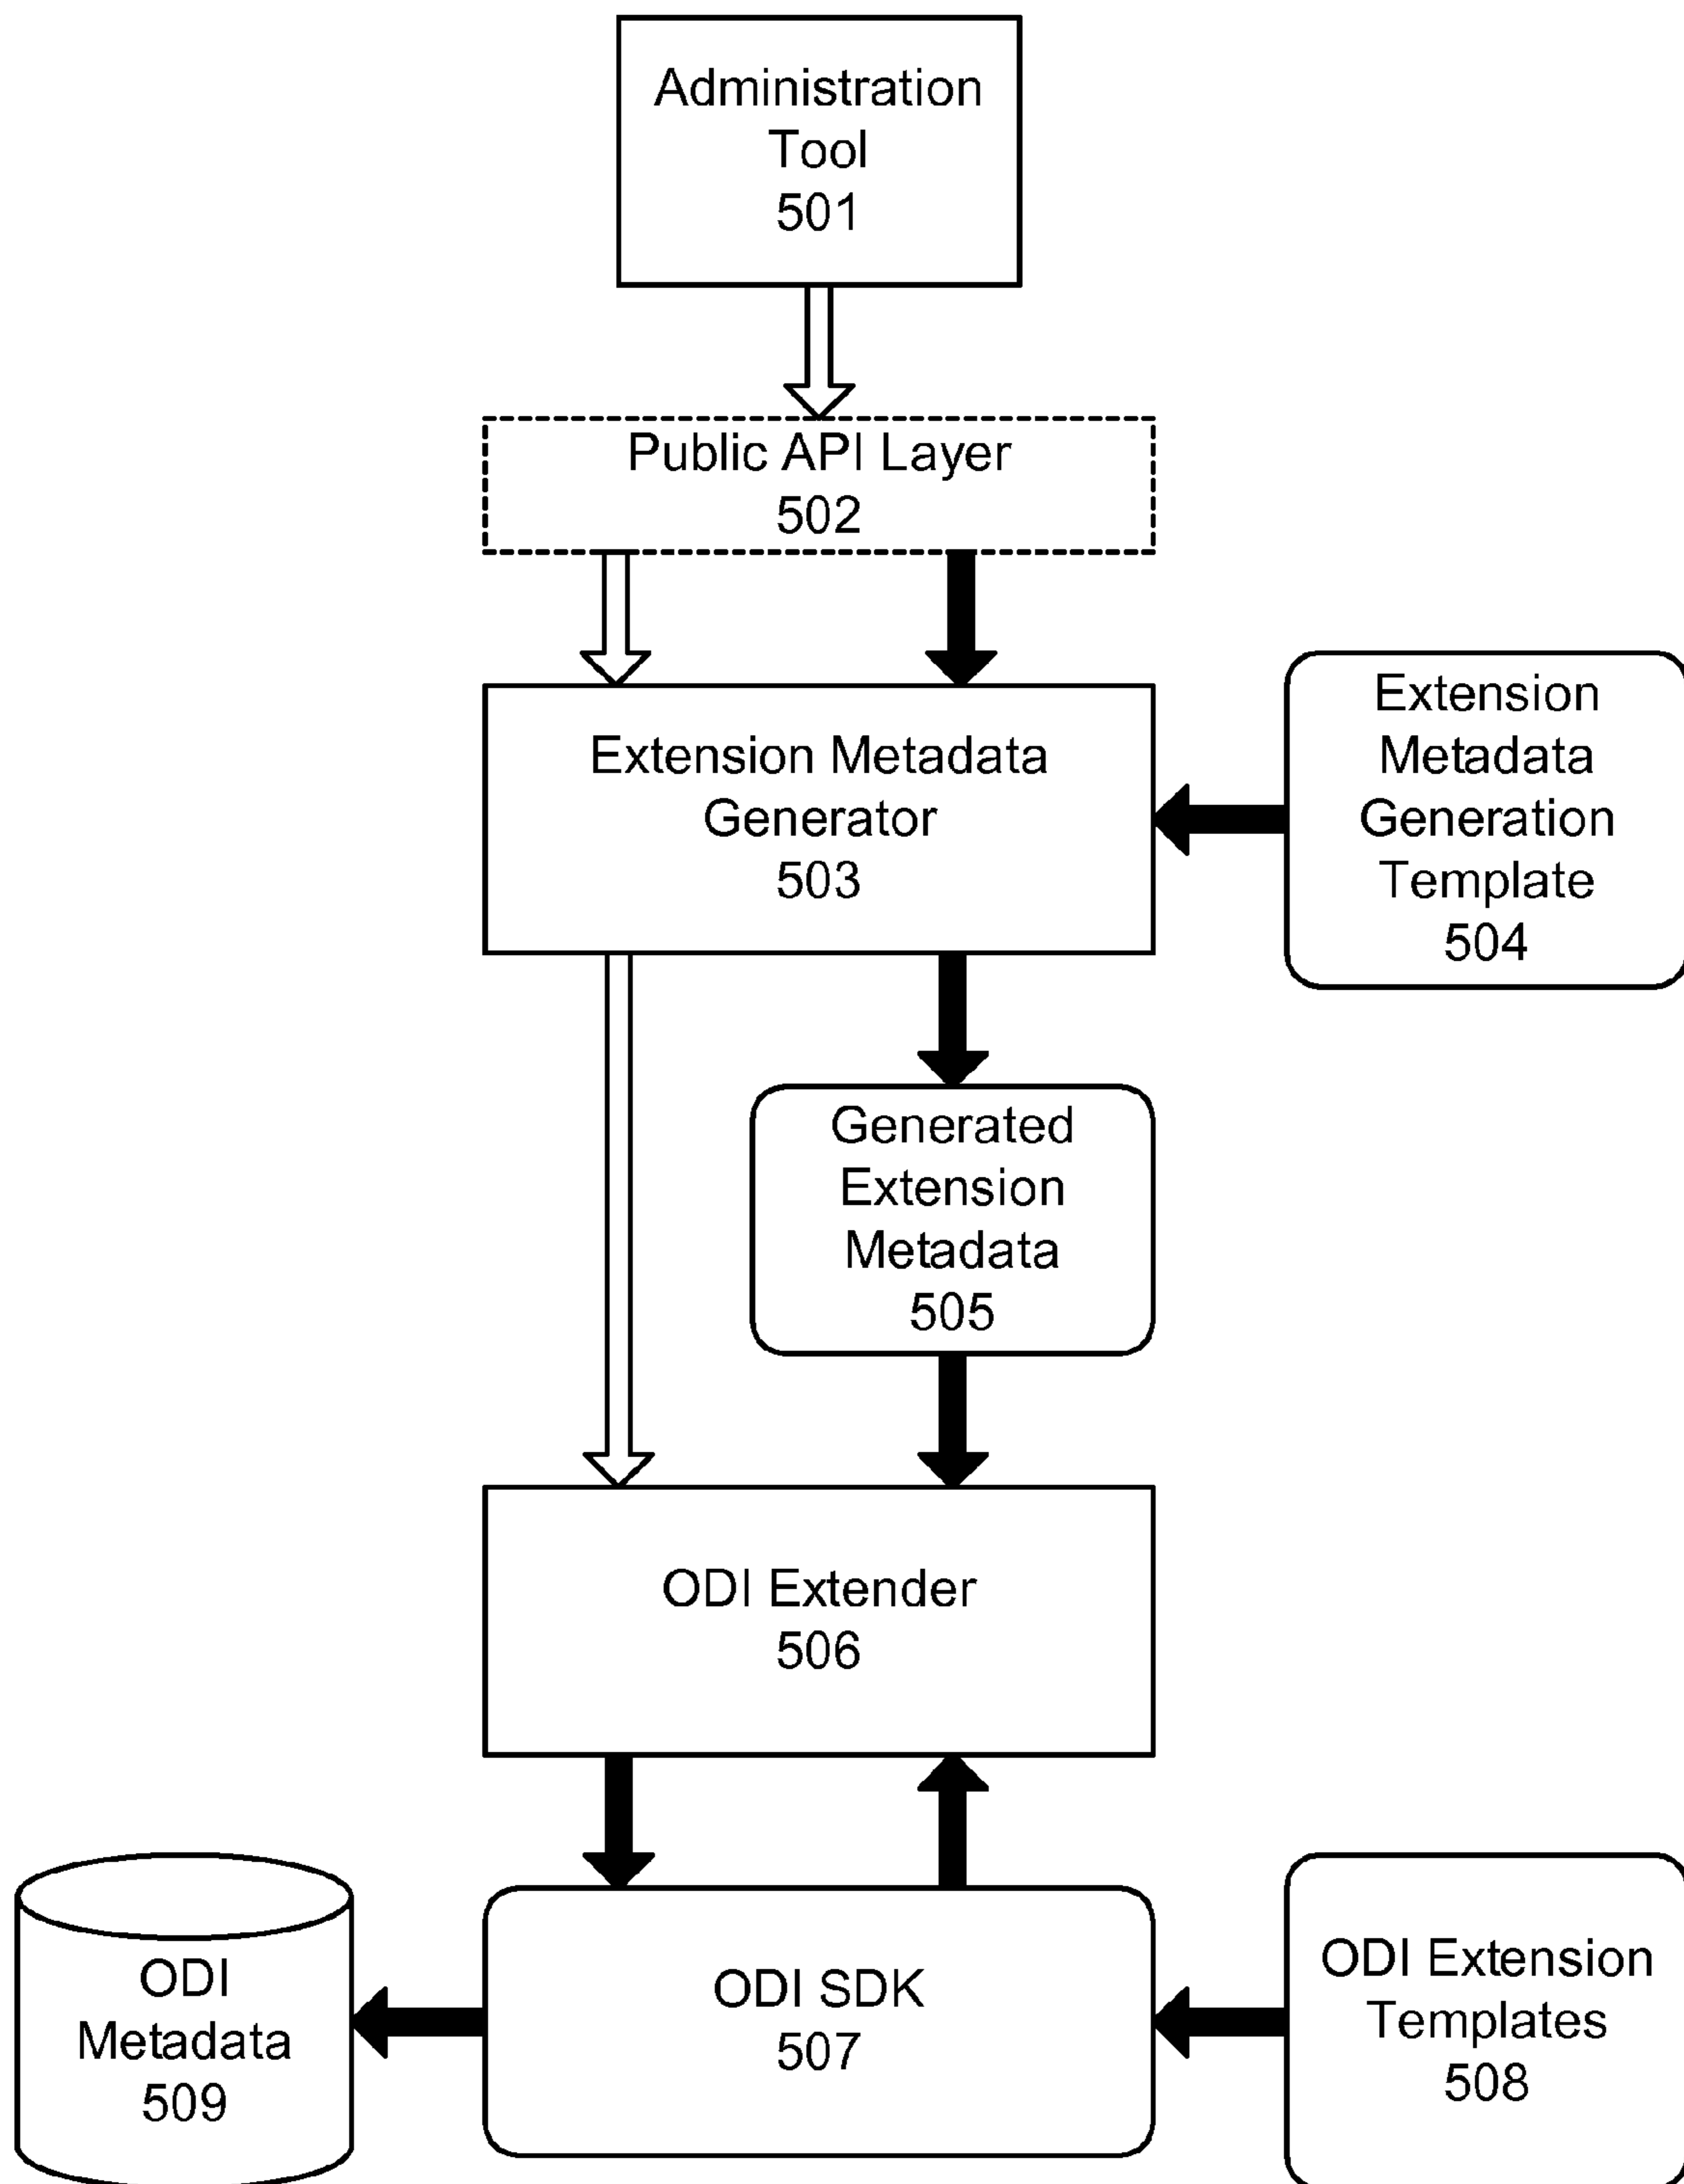 Administration
Tool
501
Public API Layer
502
Extension Metadata
Generator
503
Extension
Metadata
Generation
Template
504
Generated
Extension
Metadata
505
ODI Extender
506
ODI
Metadata
509
ODI SDK
507
ODI Extension
Templates
508